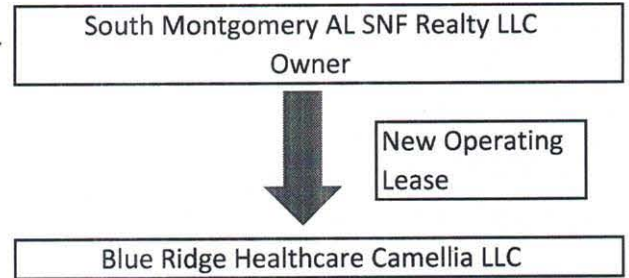 South Montgomery AL SNF Realty LLC
Owner
New Operating
Lease
Blue Ridge Healthcare Camellia LLC